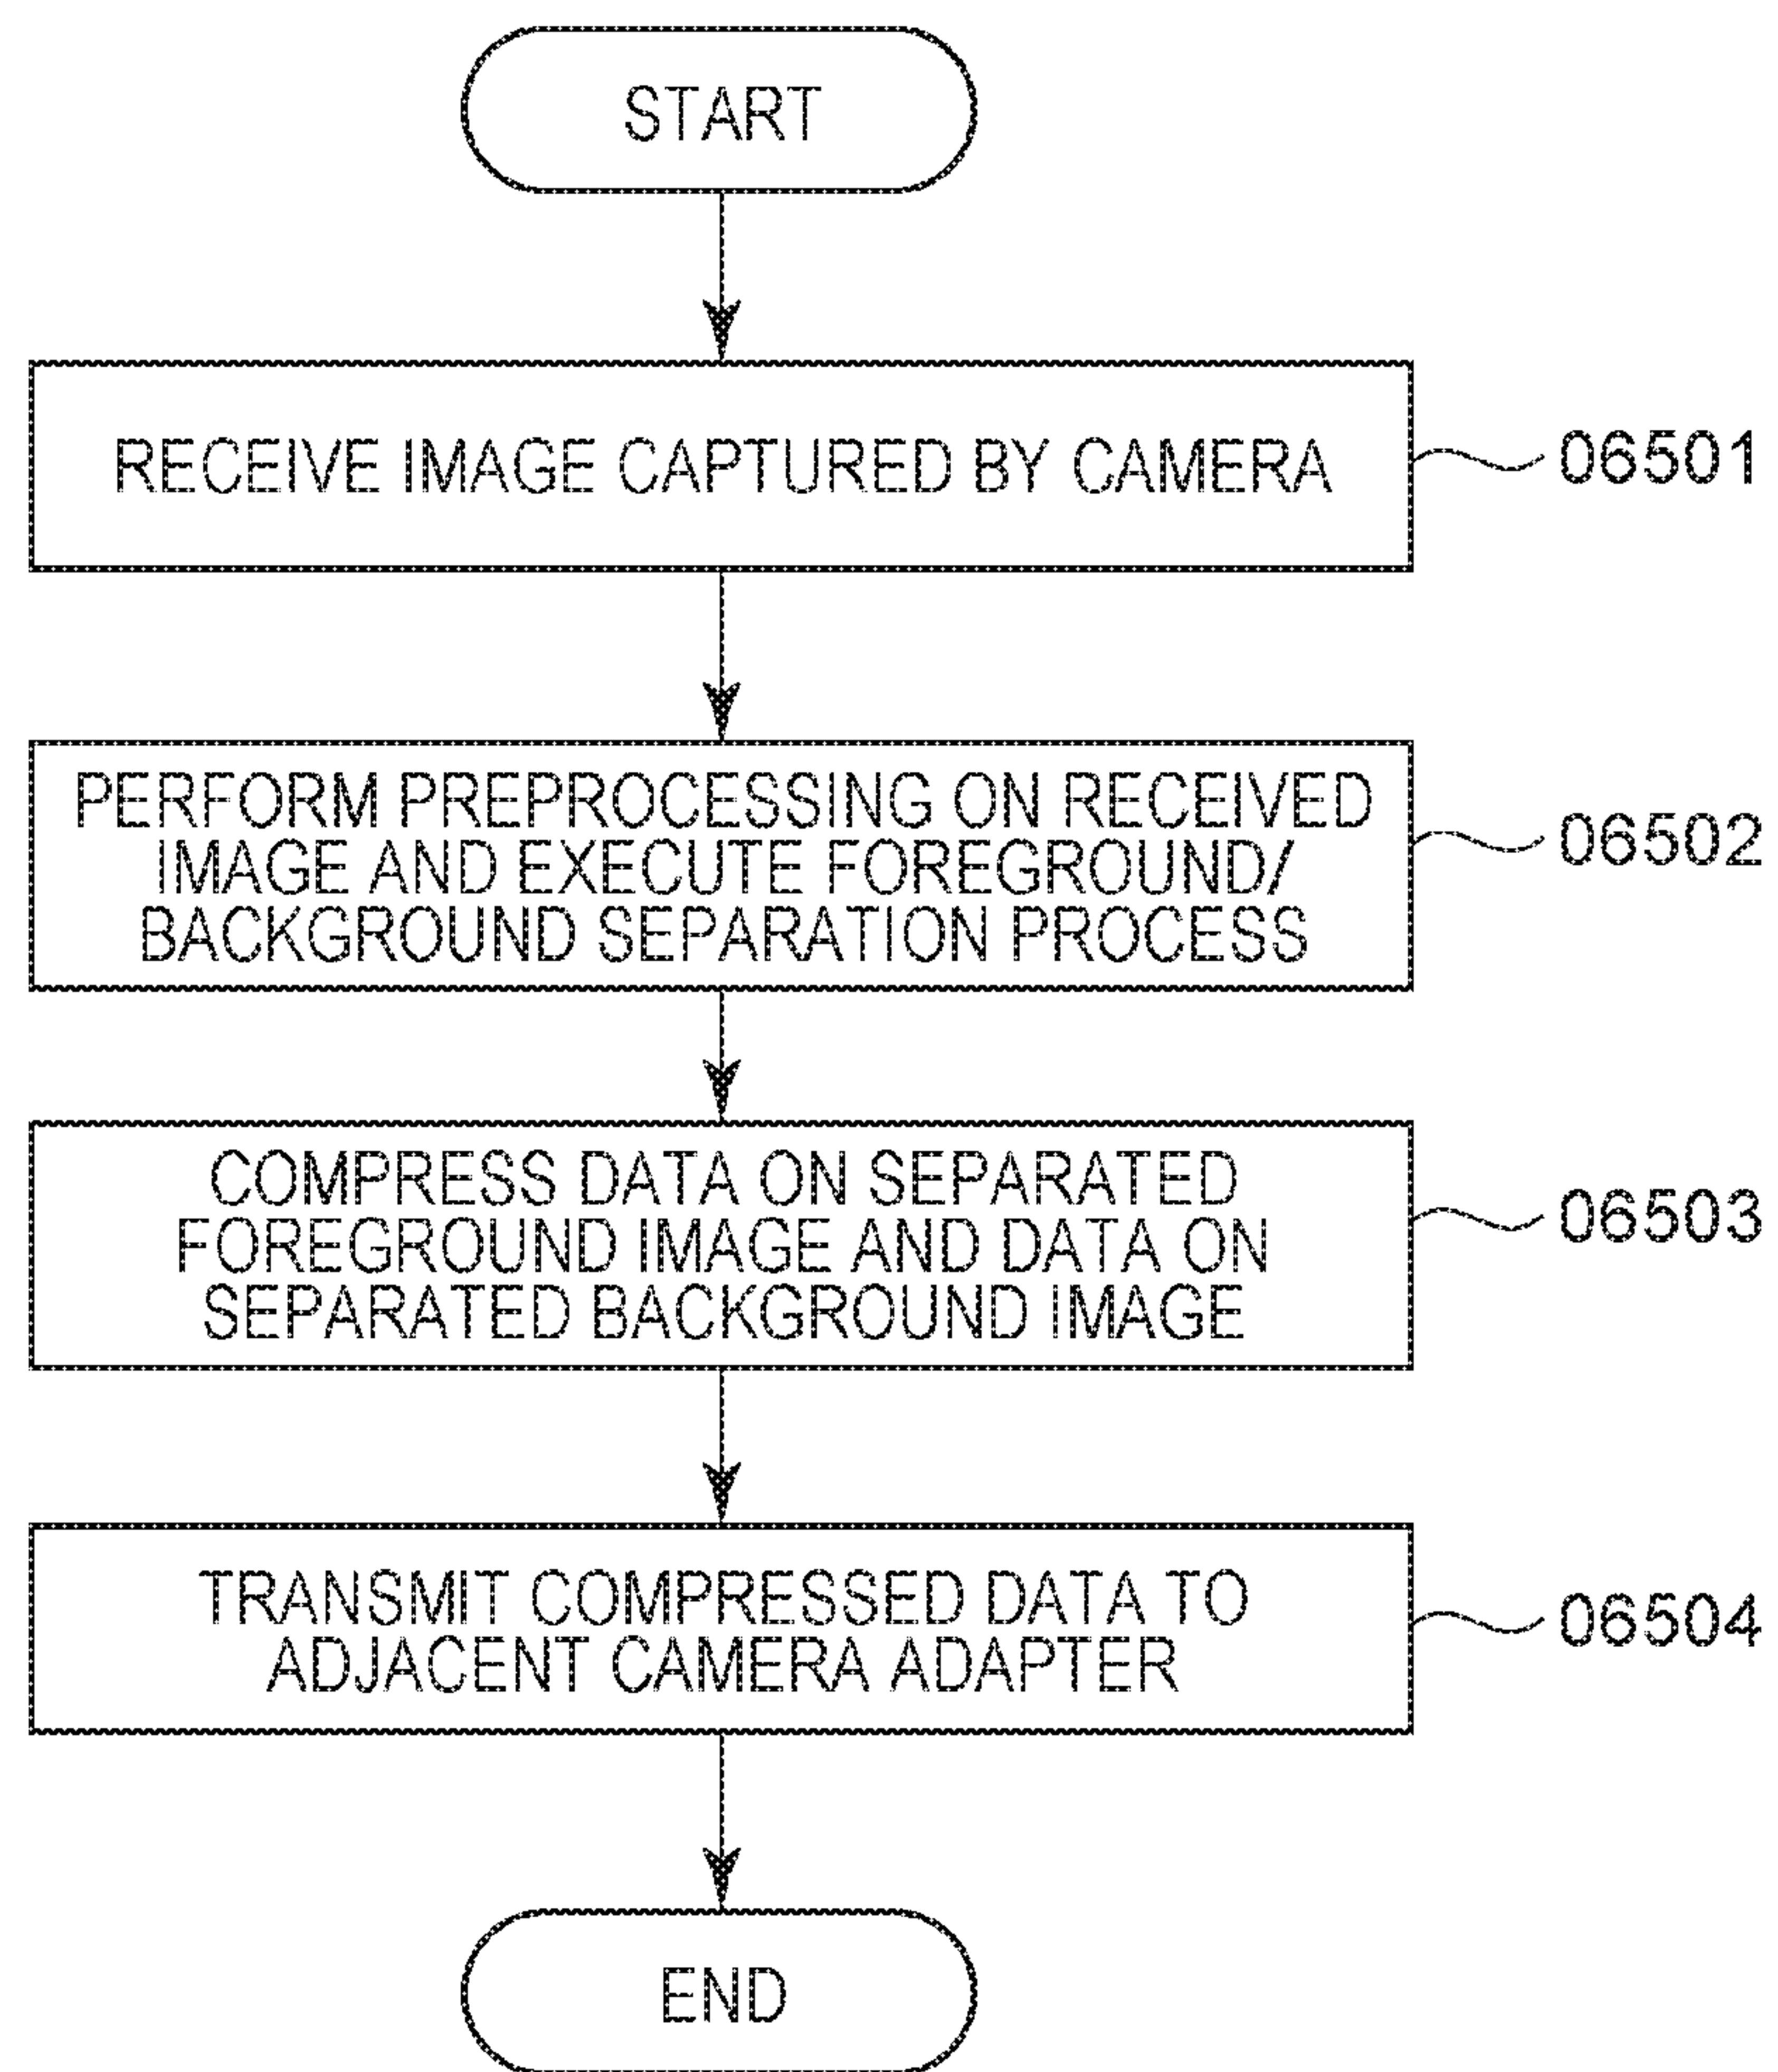 START
RECEIVE IMAGE CAPTURED BY CAMERA
06501
PERFORM PREPROCESSING ON RECEIVED
IMAGE AND EXECUTE FOREGROUND/
BACKGROUND SEPARATION PROCESS
06502
COMPRESS DATA ON SEPARATED
FOREGROUND IMAGE AND DATA ON
SEPARATED BACKGROUND IMAGE
06503
TRANSMIT COMPRESSED DATA TO
ADJACENT CAMERA ADAPTER
06504
END